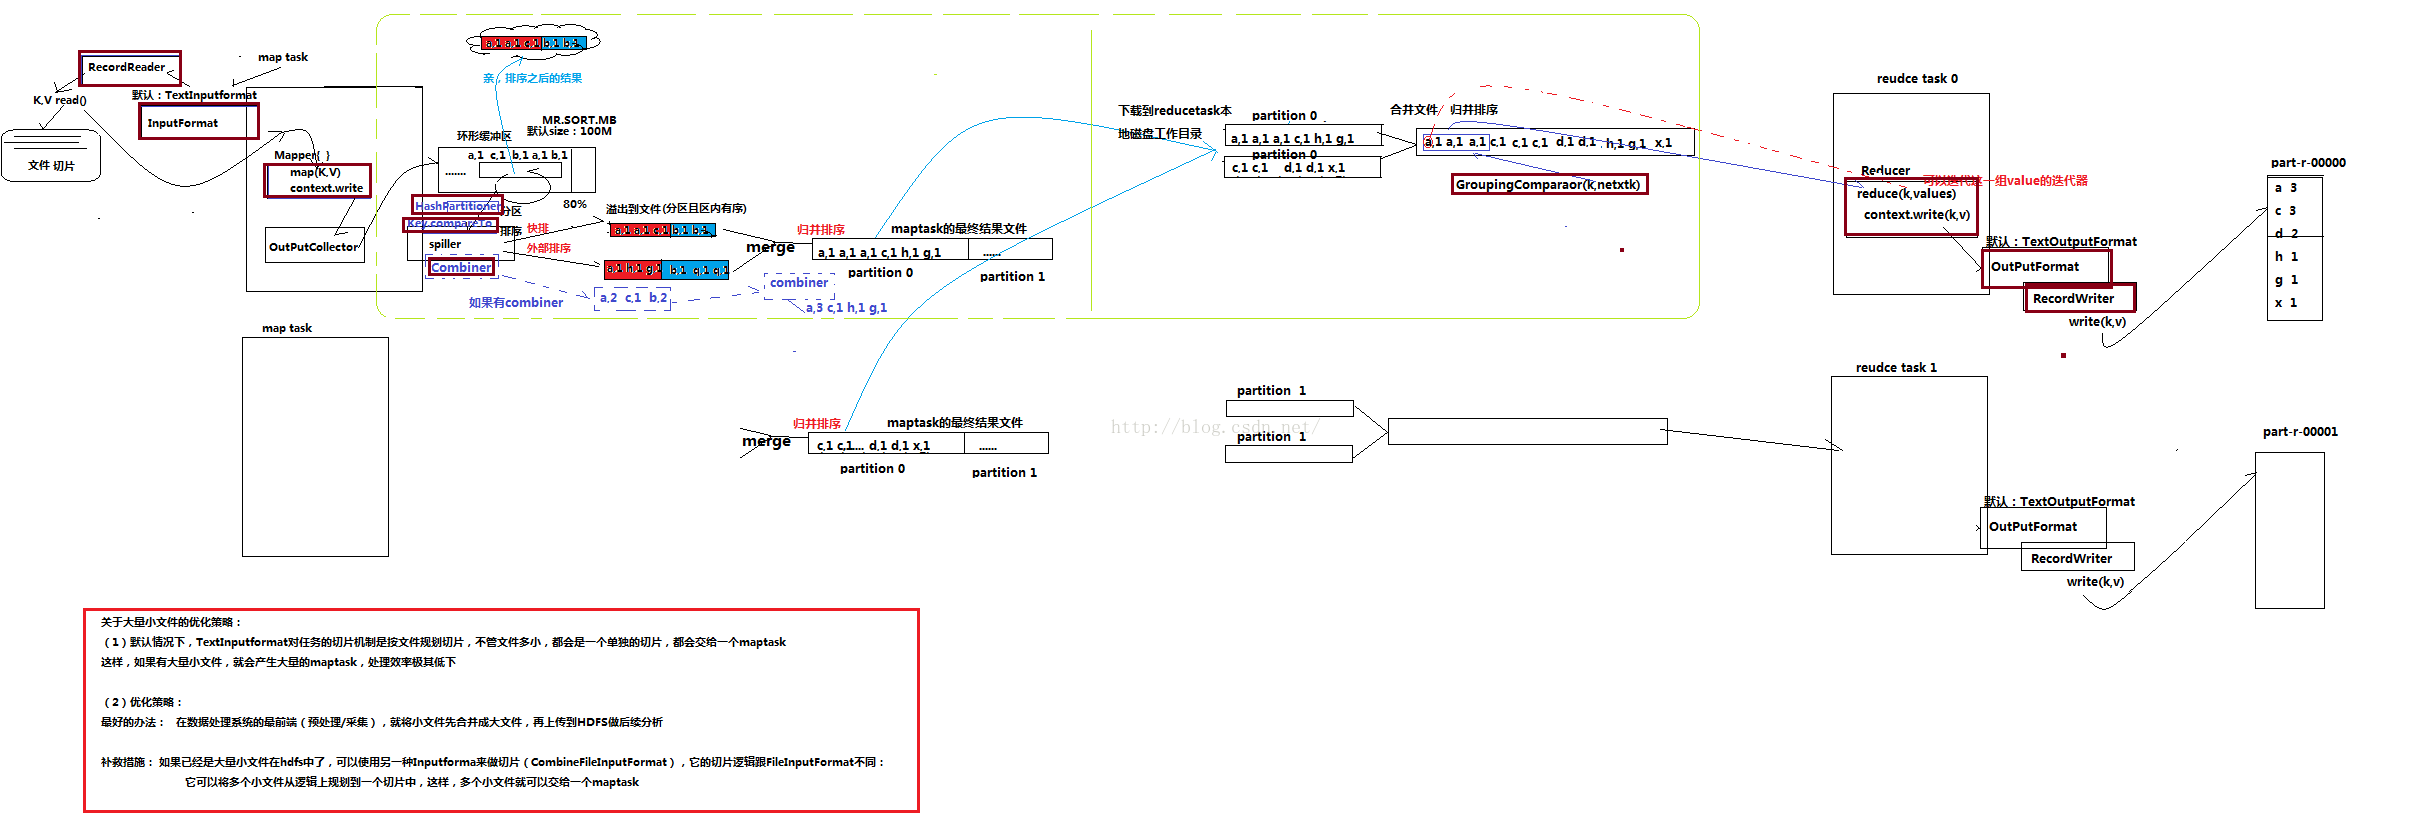 RecordReader
map task
K,V read()
默认：TextInputformat
InputFormat
文件 切片
Mapper{ }
map(K,V)
context.write
OutPutCollector
a,1 a,1 c,1 b,1 b,1
亲，排序之后的结果
MR.SORT.MB
默认size：100M
环形缓冲区
a,1 c,1 b,1 a,1 b,1
.......
80%
HashPartitioner
分区
Key.compareTo
排序
快排
spiller
外部排序
Combiner
溢出到文件(分区且区内有序)
a,1 a,1 c,1 b,1 b,1
a,1 h,1 g,1 b,1 q,1 q,1
如果有combiner
a,2 c,1 b,2
combiner
a,3 c,1 h,1 g,1
merge
归并排序
maptask的最终结果文件
a,1 a,1 a,1 c,1 h,1 g,1
......
partition 0
partition 1
下载到reducetask本
地磁盘工作目录
partition 0
a,1 a,1 a,1 c,1 h,1 g,1
partition 0
c,1 c,1 d,1 d,1 x,1
合并文件 归并排序
a,1 a,1 a,1 c,1 c,1 c,1 d,1 d,1 h,1 g,1 x,1
GroupingComparaor(k,netxtk)
reudce task 0
Reducer
可以迭代这一组value的迭代器
reduce(k,values)
context.write(k,v)
默认：TextOutputFormat
OutPutFormat
RecordWriter
write(k,v)
part-r-00000
a 3
c 3
d 2
h 1
g 1
x 1
map task
merge
归并排序
maptask的最终结果文件
c,1 c,1.... d,1 d,1 x,1
......
partition 0
partition 1
partition 1
partition 1
http://blog.csdn.net/
reudce task 1
默认：TextOutputFormat
OutPutFormat
RecordWriter
write(k,v)
part-r-00001
关于大量小文件的优化策略：
（1）默认情况下，TextInputformat对任务的切片机制是按文件规划切片，不管文件多小，都会是一个单独的切片，都会交给一个maptask
这样，如果有大量小文件，就会产生大量的maptask，处理效率极其低下
（2）优化策略：
最好的办法： 在数据处理系统的最前端（预处理/采集），就将小文件先合并成大文件，再上传到HDFS做后续分析
补救措施： 如果已经是大量小文件在hdfs中了，可以使用另一种Inputforma来做切片（CombineFileInputFormat），它的切片逻辑跟FileInputFormat不同：
它可以将多个小文件从逻辑上规划到一个切片中，这样，多个小文件就可以交给一个maptask